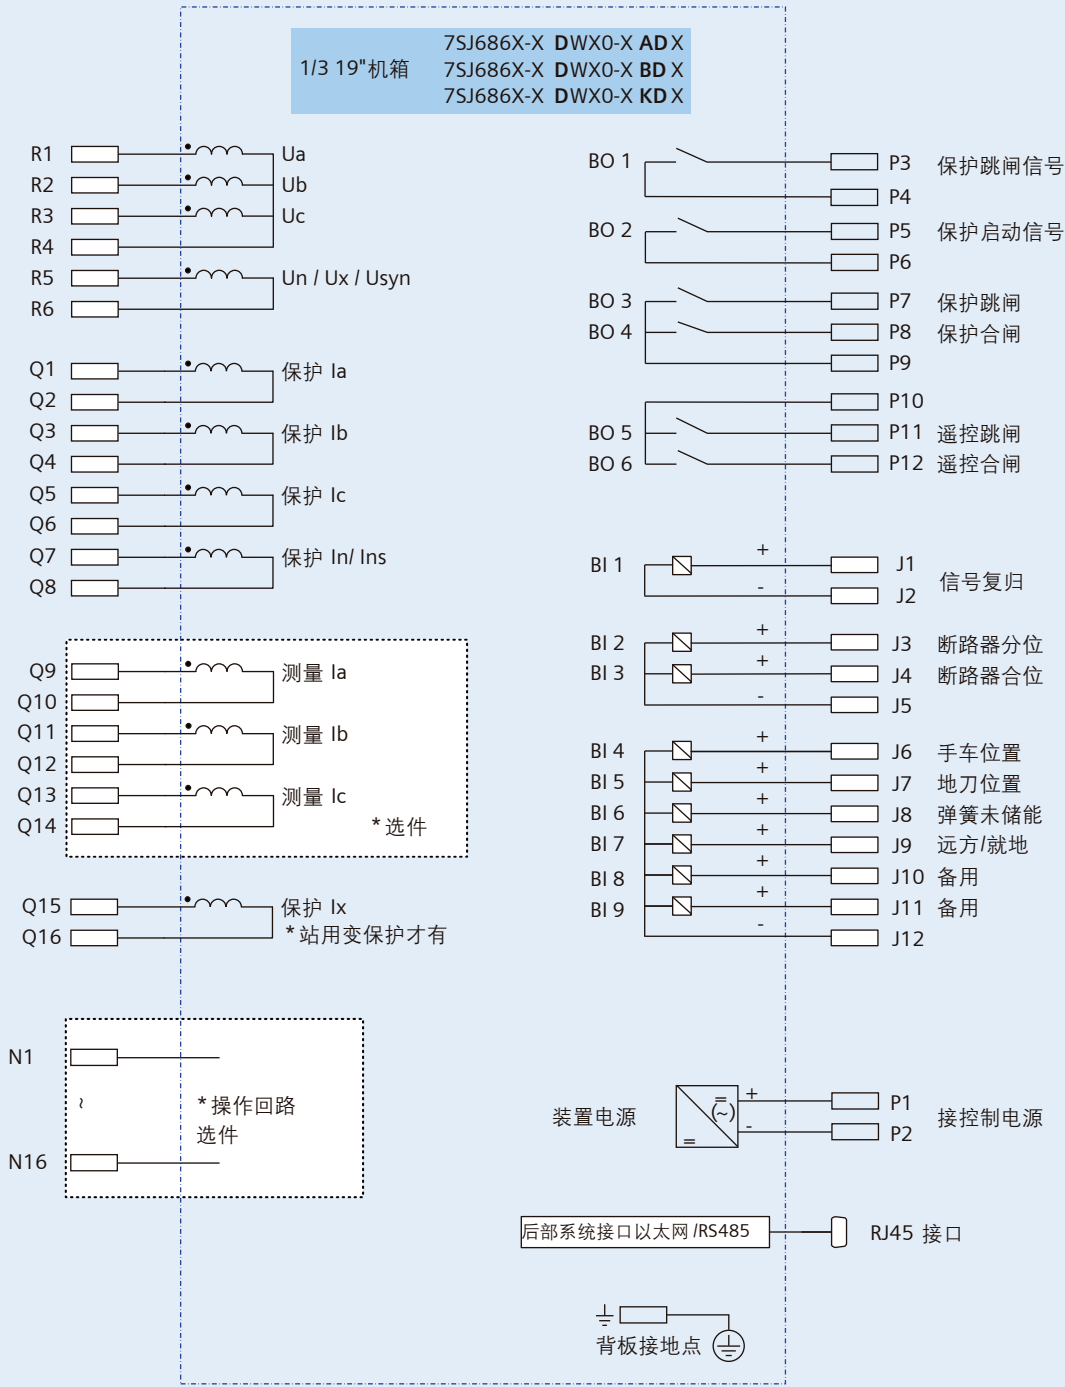 7SJ686X-X DWX0-X AD X
1/3 19"机箱 7SJ686X-X DWX0-X BD X
7SJ686X-X DWX0-X KD X
R1 Ua
R2 Ub
R3 Uc
R4
R5 Un / Ux / Usyn
R6
Q1 保护 Ia
Q2
Q3 保护 Ib
Q4
Q5 保护 Ic
Q6
Q7 保护 In/ Ins
Q8
Q9 测量 Ia
Q10
Q11 测量 Ib
Q12
Q13 测量 Ic
Q14 *选件
Q15 保护 Ix
Q16 *站用变保护才有
N1
~ *操作回路
选件
N16
BO 1 P3 保护跳闸信号
P4
BO 2 P5 保护启动信号
P6
BO 3 P7 保护跳闸
BO 4 P8 保护合闸
P9
P10
BO 5 P11 遥控跳闸
BO 6 P12 遥控合闸
BI 1 + J1 信号复归
- J2
BI 2 + J3 断路器分位
BI 3 + J4 断路器合位
- J5
BI 4 + J6 手车位置
BI 5 + J7 地刀位置
BI 6 + J8 弹簧未储能
BI 7 + J9 远方/就地
BI 8 + J10 备用
BI 9 + J11 备用
- J12
装置电源 = (~) = + P1 接控制电源
- P2
后部系统接口以太网 /RS485 RJ45 接口
背板接地点